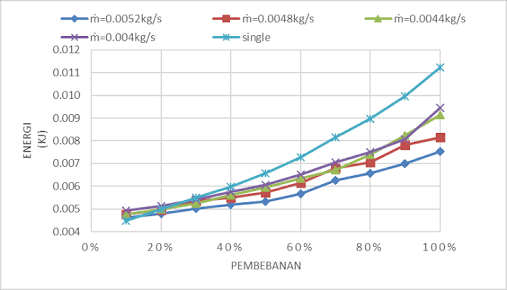 ṁ=0.0052kg/s ṁ=0.0048kg/s ṁ=0.0044kg/s
ṁ=0.004kg/s single
0.012
0.011
0.010
0.009
0.008
0.007
0.006
0.005
0.004
ENERGI
(KJ)
0% 20% 40% 60% 80% 100%
PEMBEBANAN